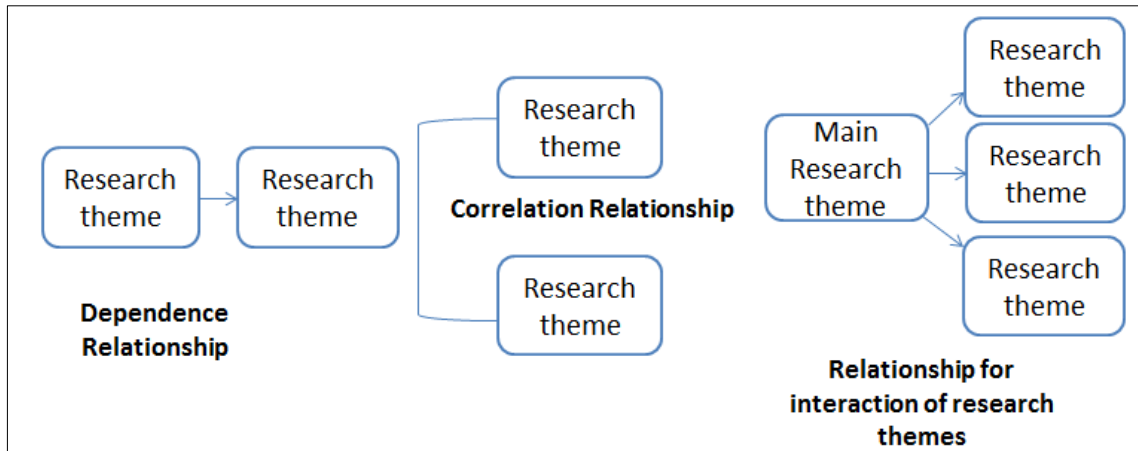 Research
theme
Research
theme
Dependence
Relationship
Research
theme
Correlation Relationship
Research
theme
Main
Research
theme
Research
theme
Research
theme
Research
theme
Relationship for
interaction of research
themes